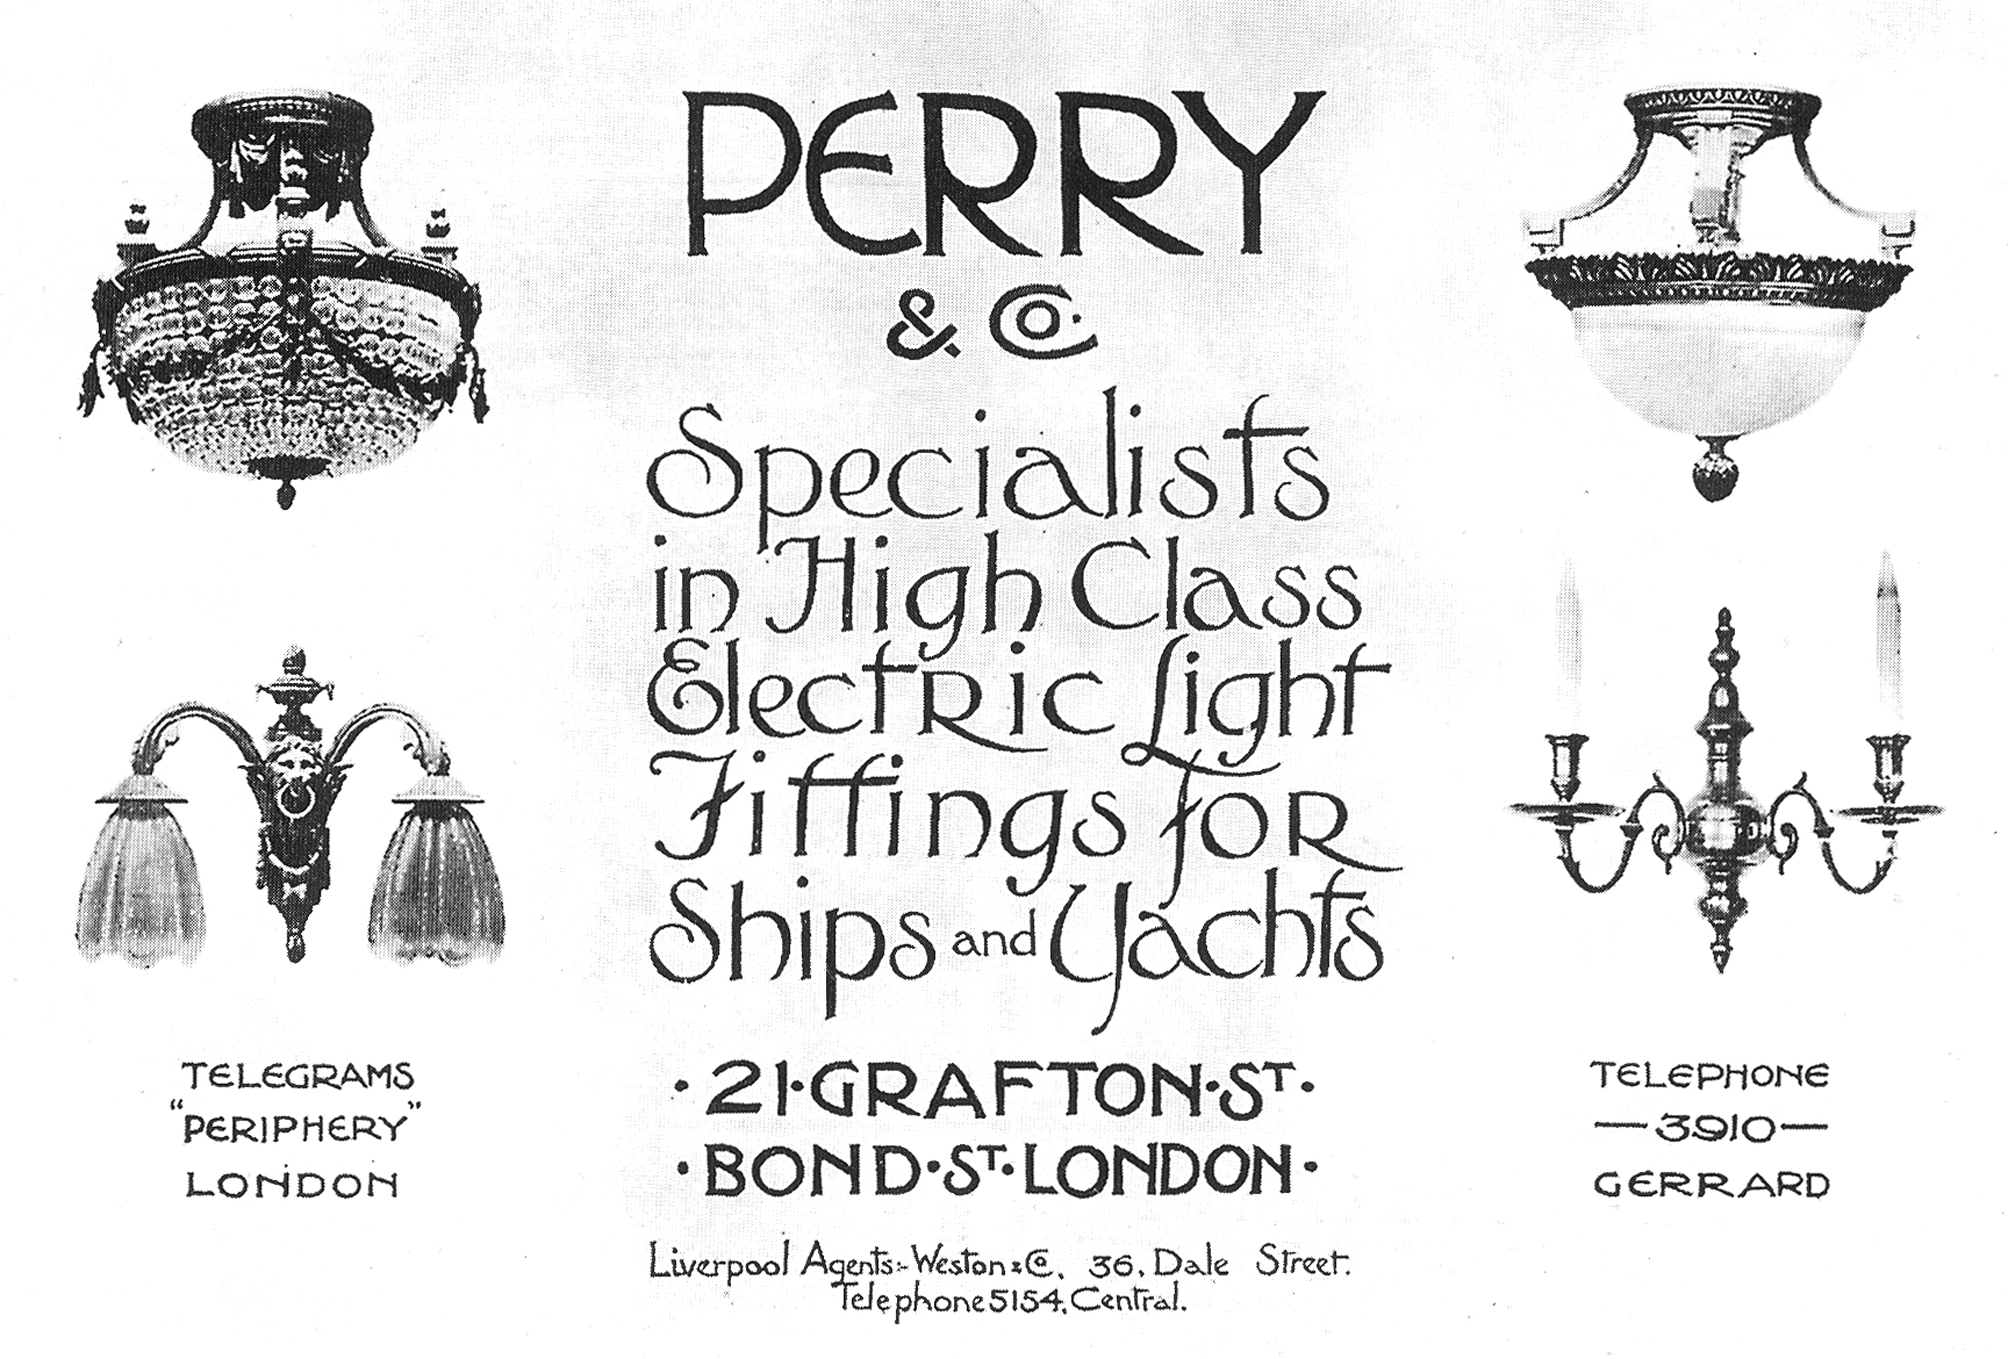 PERRY
& Co.
Specialists
in High Class
Electric Light
Fittings for
Ships and Yachts
· 21 · GRAFTON · ST ·
· BOND · ST · LONDON ·
Liverpool Agents:- Weston & Co. 36, Dale Street.
Telephone 5154, Central.
TELEGRAMS
"PERIPHERY"
LONDON
TELEPHONE
— 3910 —
GERRARD